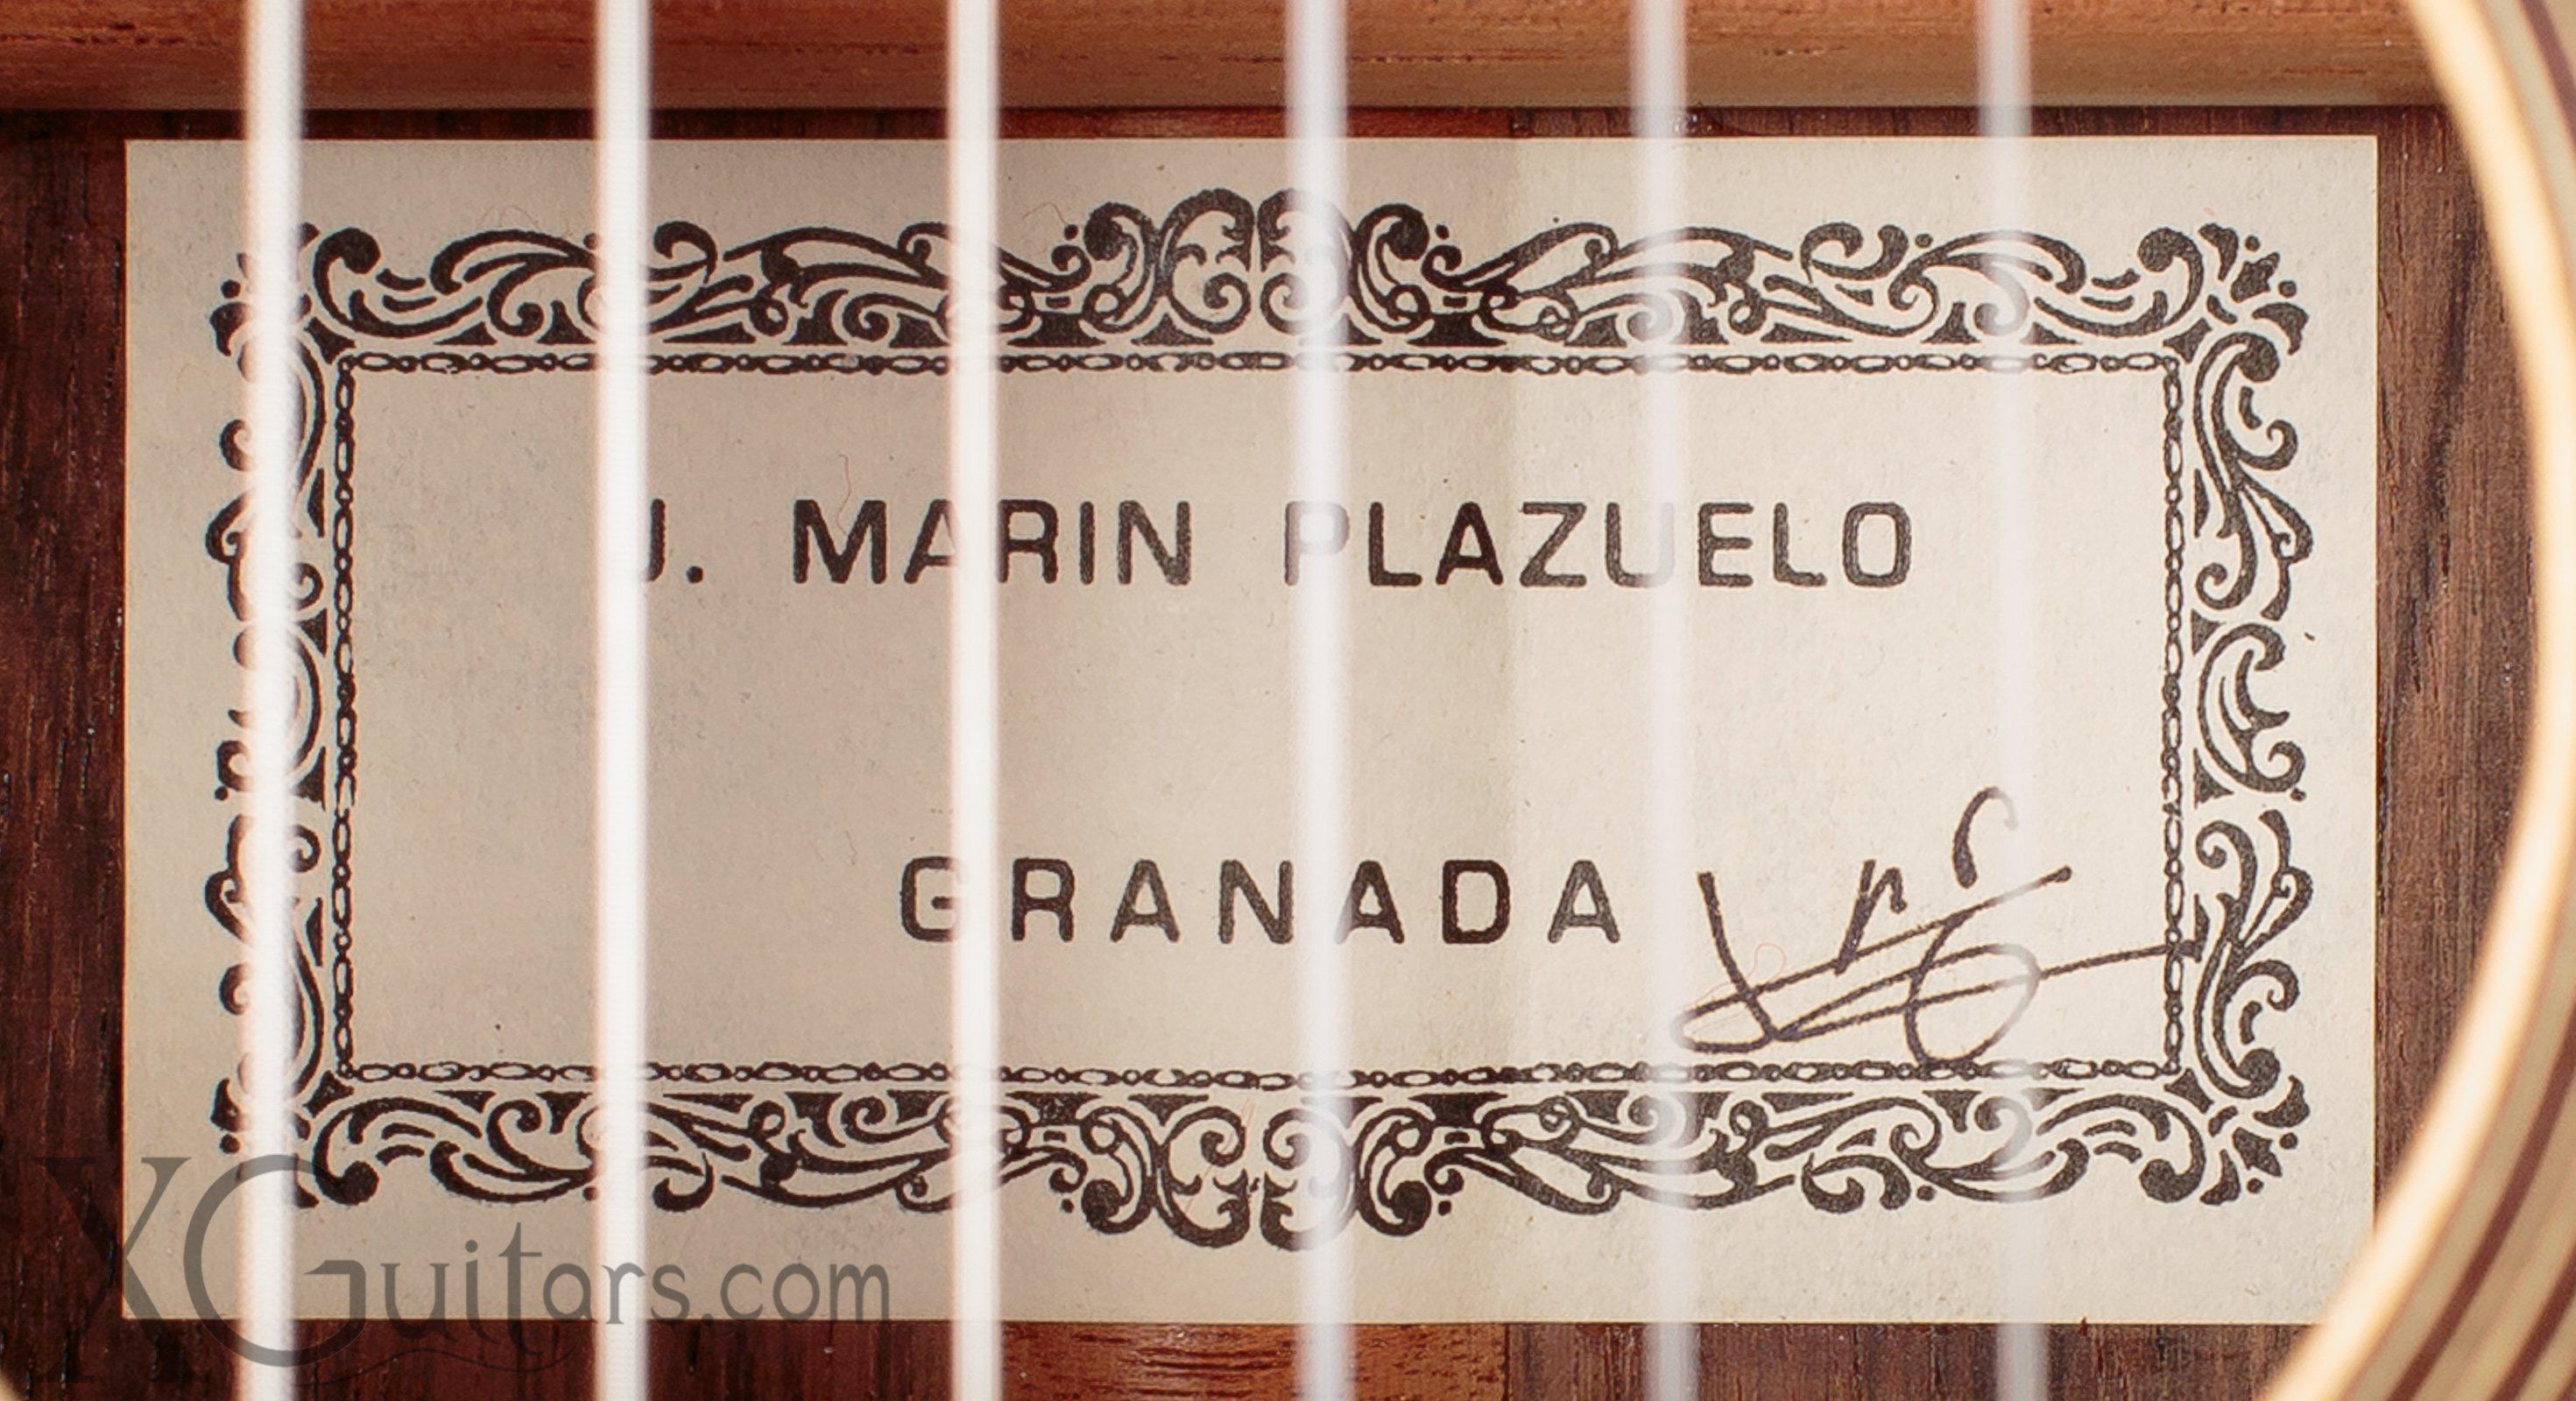 J. MARIN PLAZUELO
GRANADA
XGuitars.com